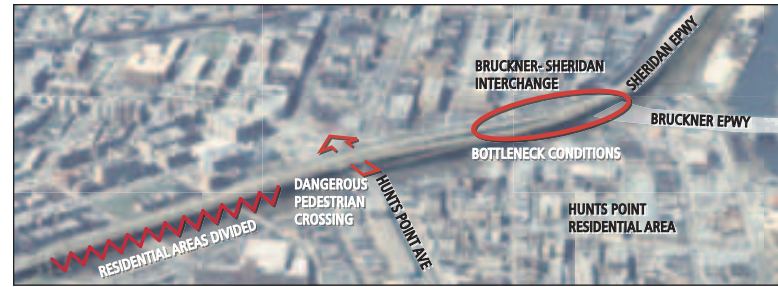 BRUCKNER- SHERIDAN
INTERCHANGE
SHERIDAN EPWY
BRUCKNER EPWY
BOTTLENECK CONDITIONS
DANGEROUS
PEDESTRIAN
CROSSING
HUNTS POINT AVE
HUNTS POINT
RESIDENTIAL AREA
RESIDENTIAL AREAS DIVIDED